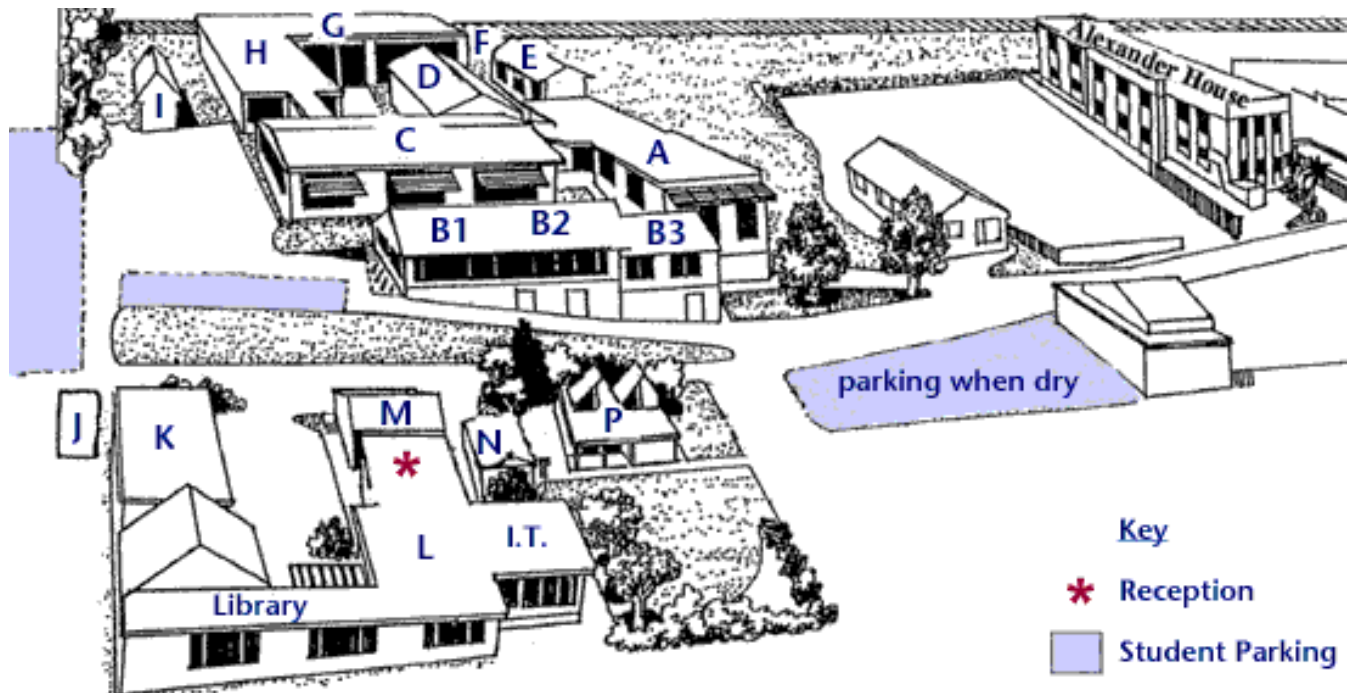 G
H
F
E
D
I
Alexander House
C
A
B1
B2
B3
parking when dry
J
K
M
N
P
*
L
I.T.
Library
Key
* Reception
Student Parking